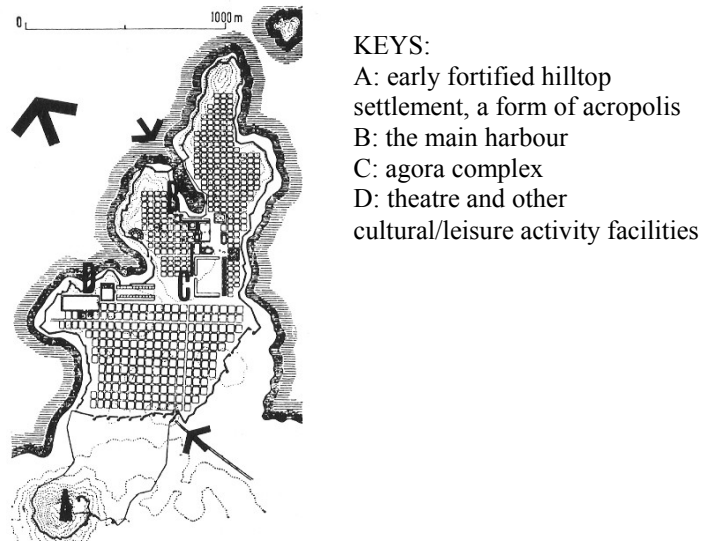 0 1000 m
KEYS:
A: early fortified hilltop
settlement, a form of acropolis
B: the main harbour
C: agora complex
D: theatre and other
cultural/leisure activity facilities
B
D
C
A